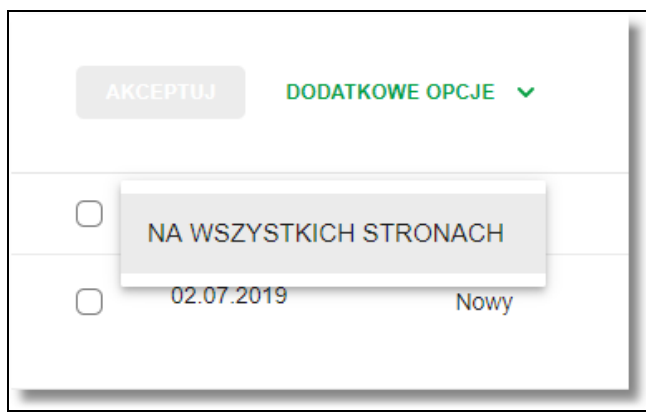 AKCEPTUJ DODATKOWE OPCJE
NA WSZYSTKICH STRONACH
02.07.2019 Nowy